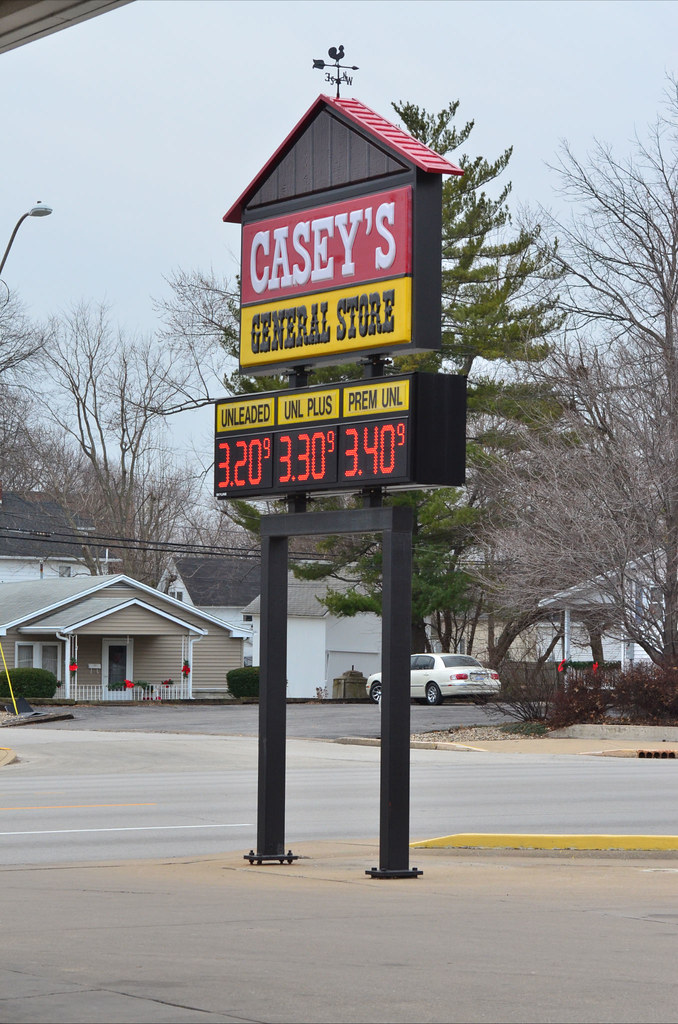 CASEY'S
GENERAL STORE
UNLEADED UNL PLUS PREM UNL
3.209 3.309 3.409